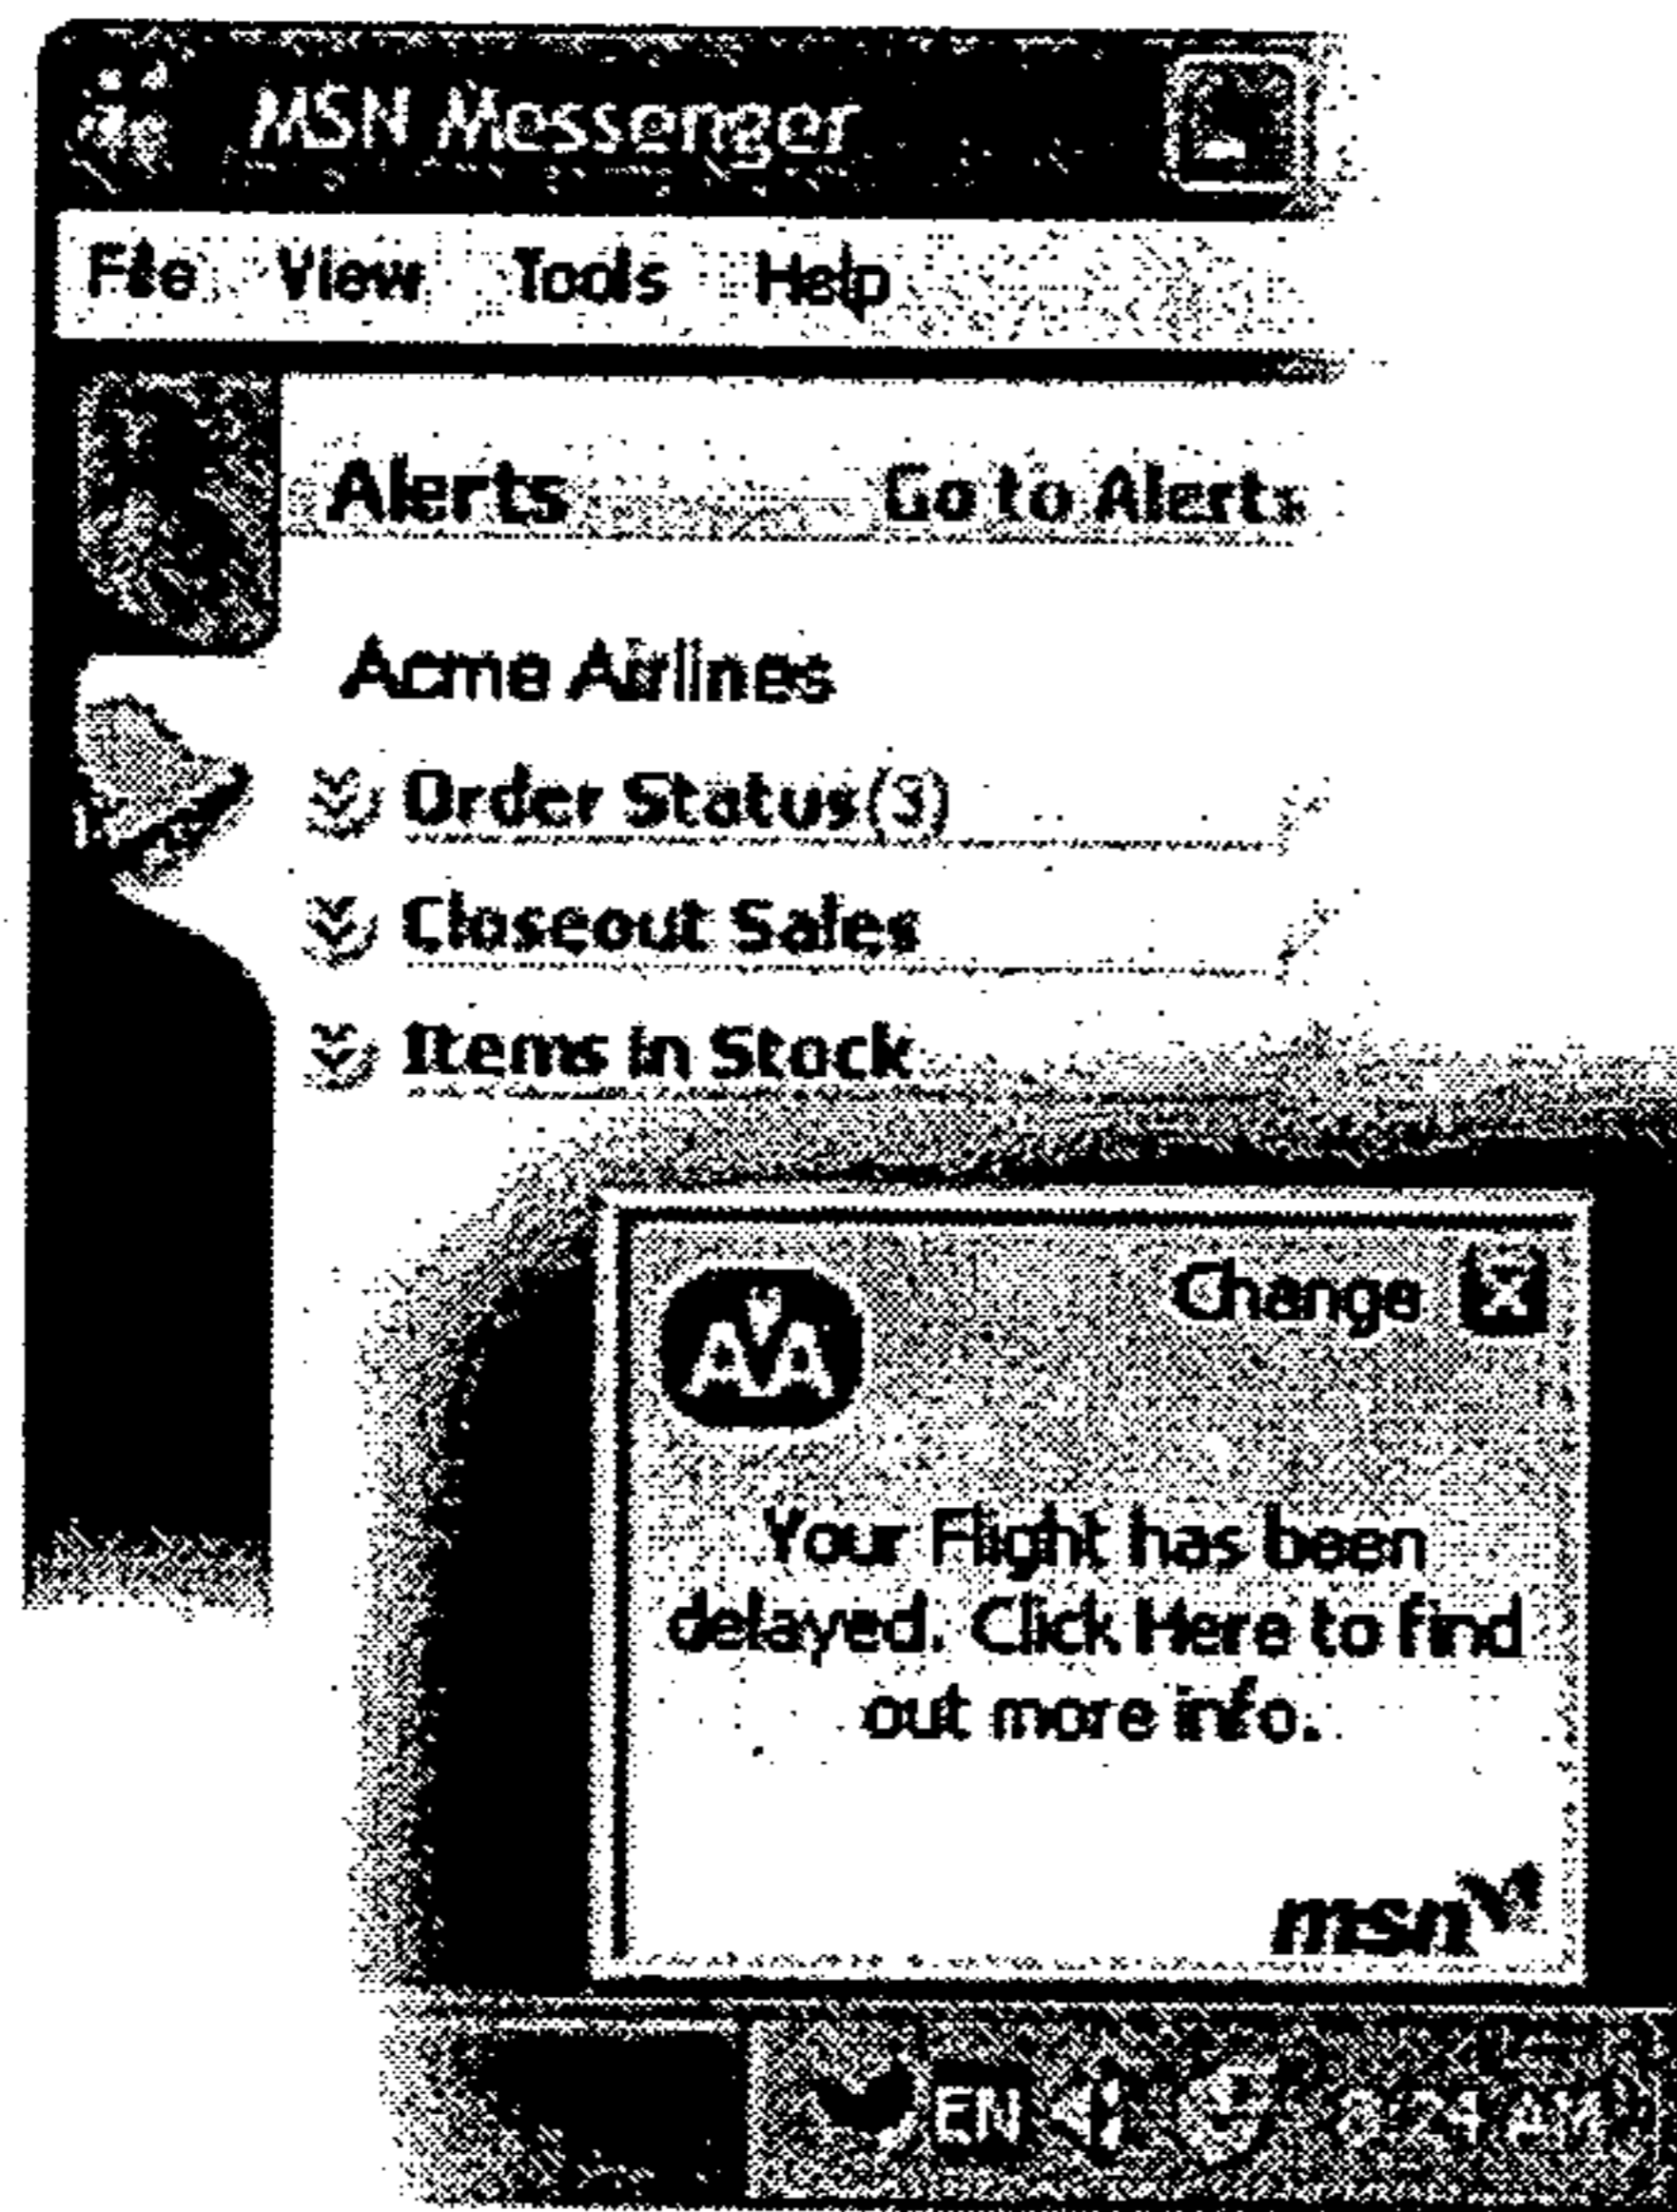 MSN Messenger
File View Tools Help
Alerts Go to Alerts
Acme Airlines
Order Status(3)
Closeout Sales
Items in Stock
Change X
AA
Your Flight has been
delayed. Click Here to find
out more info.
msn
EN